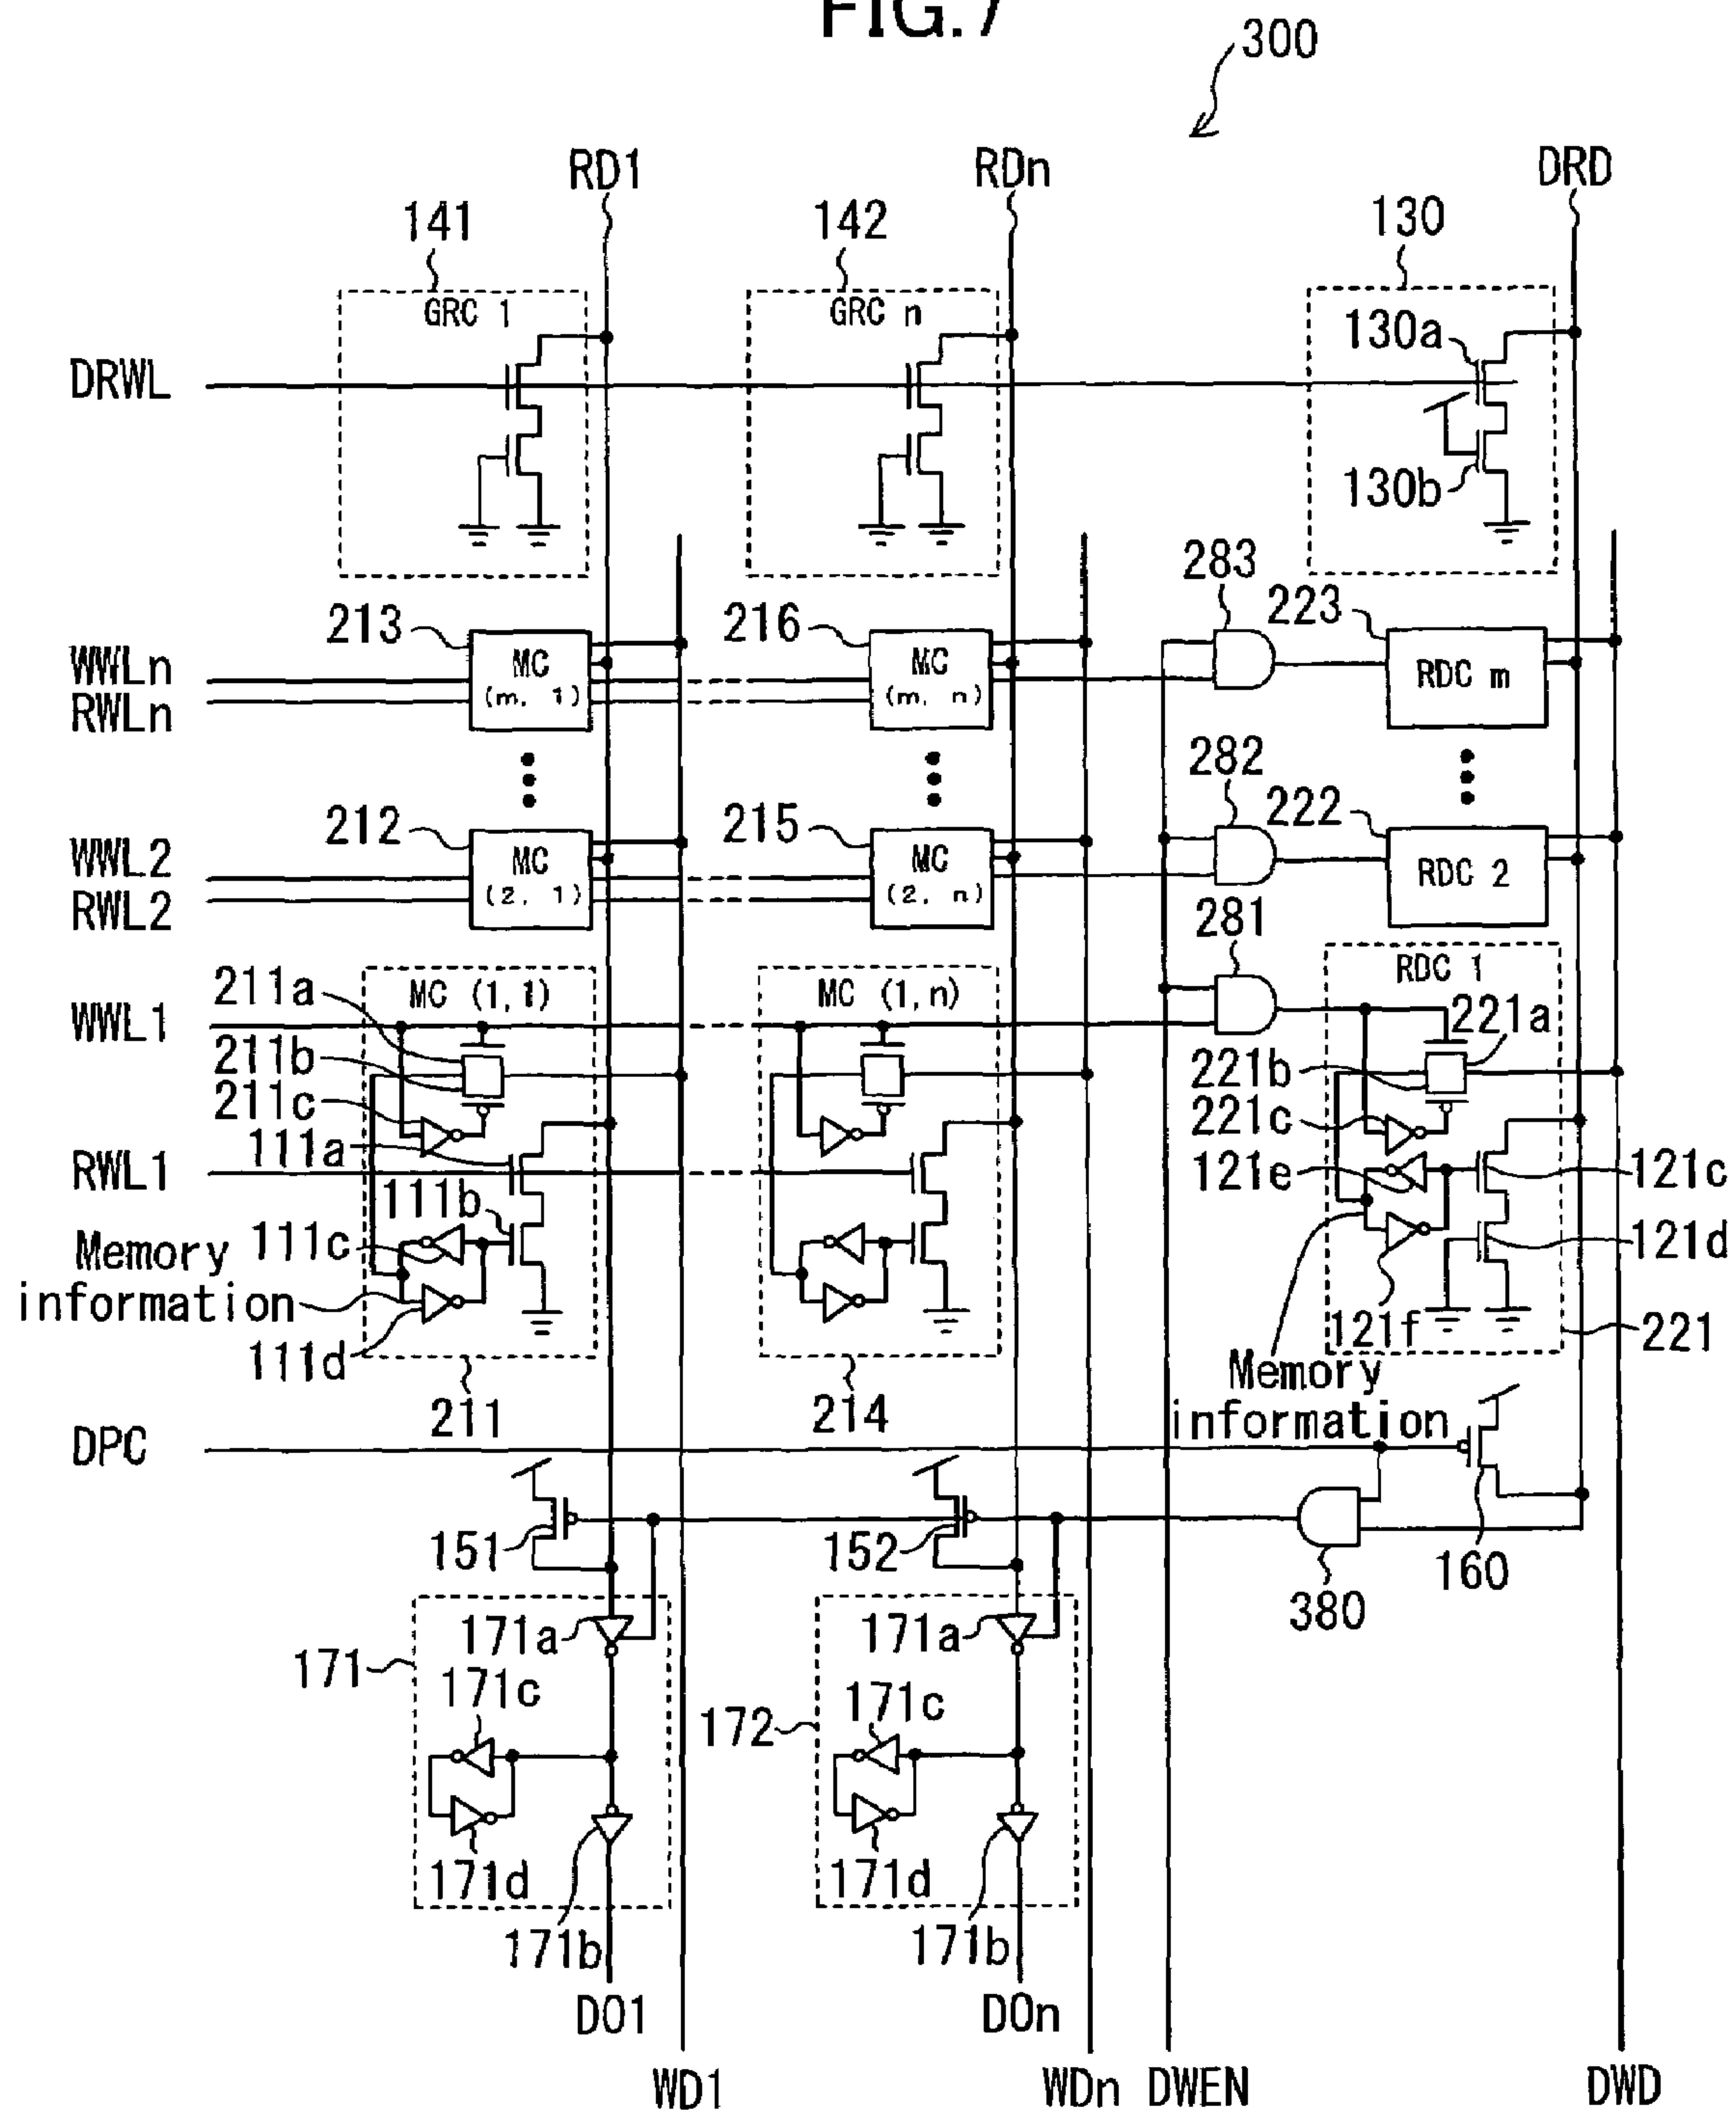 FIG.7
300
RD1
RDn
DRD
141
142
130
GRC 1
GRC n
130a
DRWL
130b
283
213
216
223
WWLn
RWLn
MC
(m, 1)
MC
(m, n)
RDC m
282
212
215
222
WWL2
RWL2
MC
(2, 1)
MC
(2, n)
RDC 2
281
211a
MC (1,1)
MC (1,n)
RDC 1
WWL1
221a
211b
221b
211c
221c
111a
RWL1
121e
121c
111b
Memory
information
111c
121d
111d
121f
221
211
214
Memory
information
DPC
151
152
160
380
171a
171a
171
171c
171c
172
171d
171d
171b
171b
DO1
DOn
WD1
WDn
DWEN
DWD